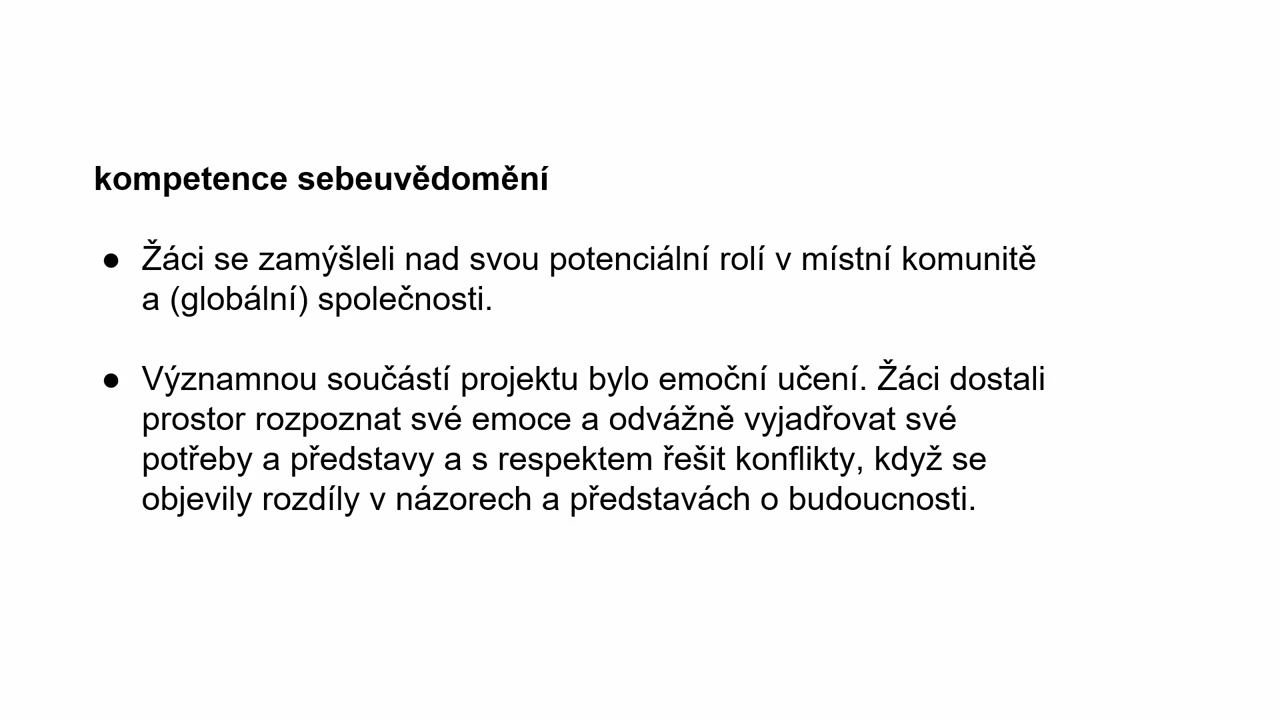 kompetence sebeuvědomění
● Žáci se zamýšleli nad svou potenciální rolí v místní komunitě
a (globální) společnosti.
● Významnou součástí projektu bylo emoční učení. Žáci dostali
prostor rozpoznat své emoce a odvážně vyjadřovat své
potřeby a představy a s respektem řešit konflikty, když se
objevily rozdíly v názorech a představách o budoucnosti.